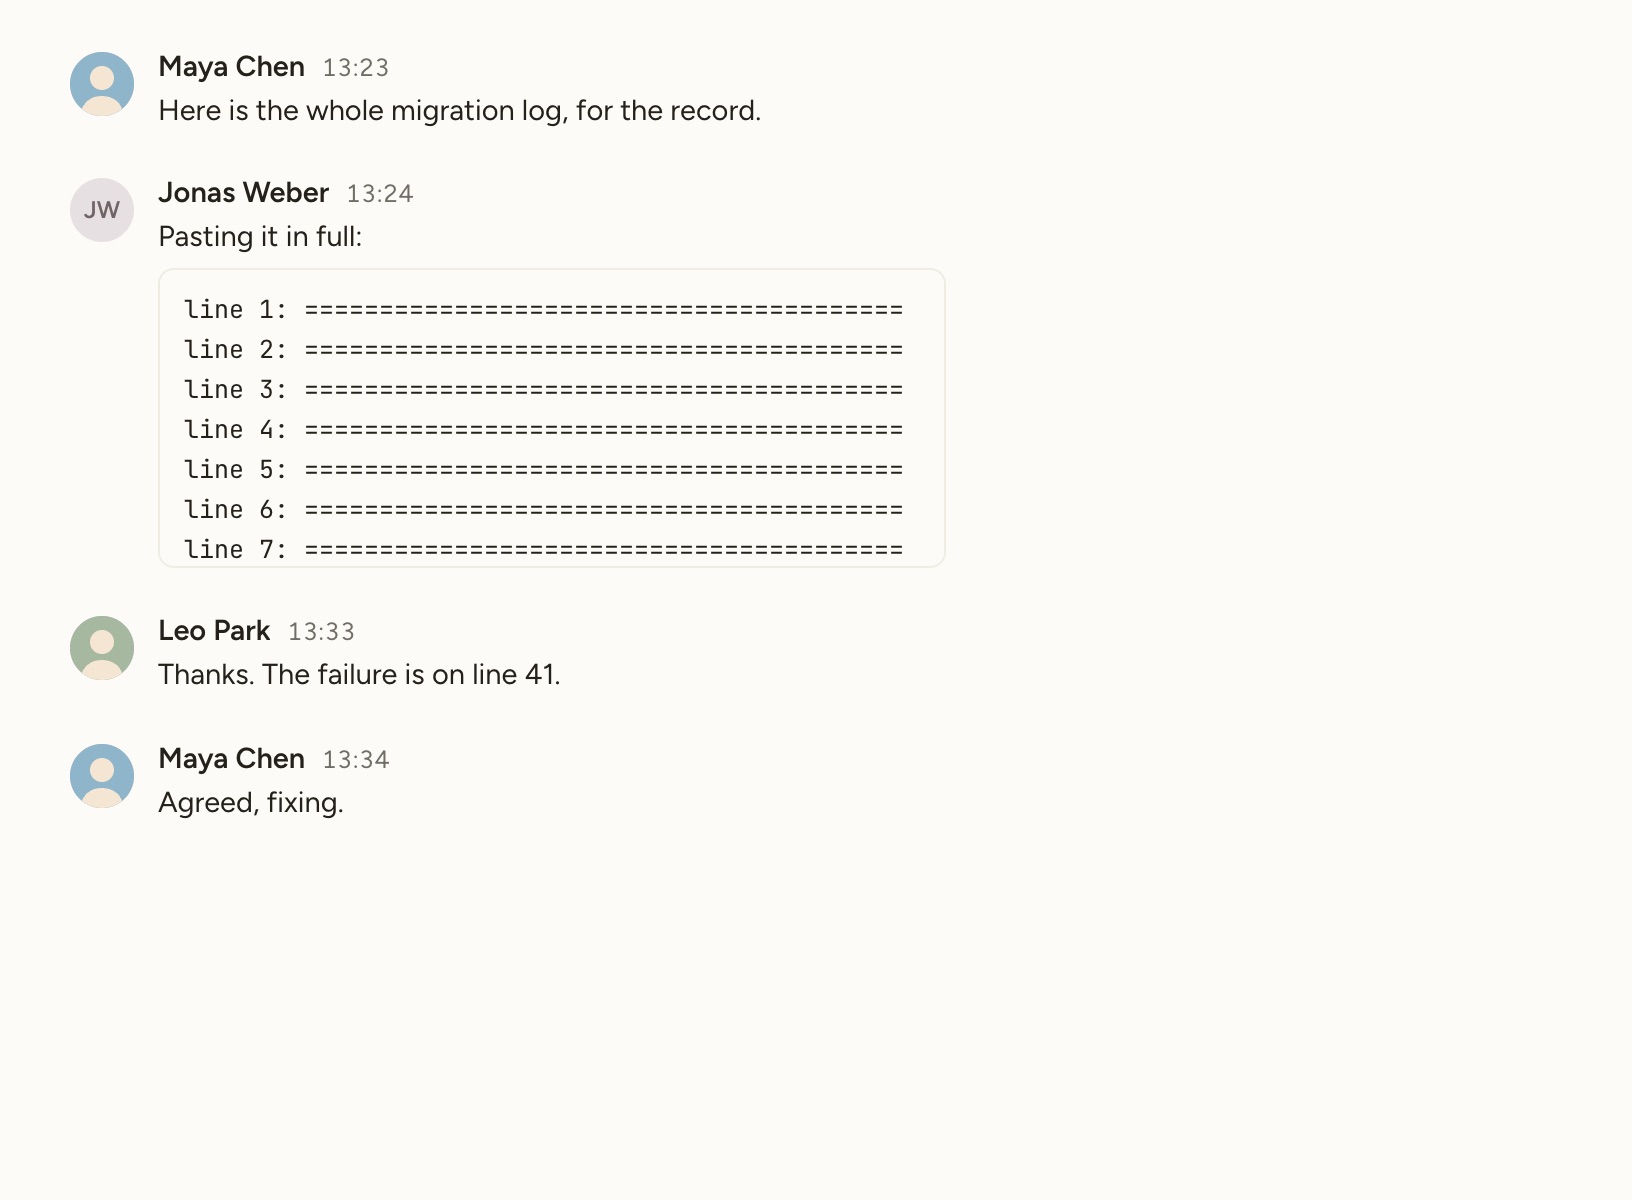 Maya Chen 13:23
Here is the whole migration log, for the record.
JW
Jonas Weber 13:24
Pasting it in full:
line 1: ========================================
line 2: ========================================
line 3: ========================================
line 4: ========================================
line 5: ========================================
line 6: ========================================
line 7: ========================================
Leo Park 13:33
Thanks. The failure is on line 41.
Maya Chen 13:34
Agreed, fixing.